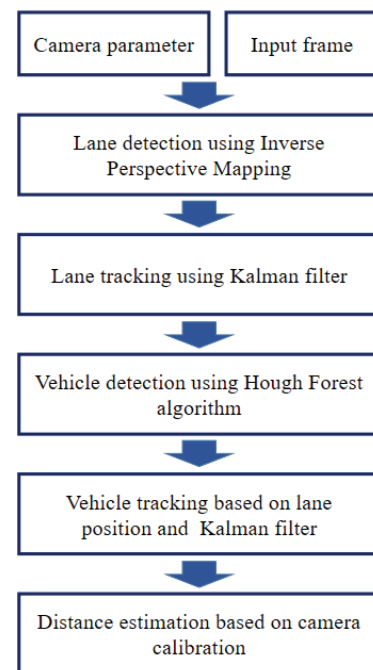 Camera parameter
Input frame
Lane detection using Inverse
Perspective Mapping
Lane tracking using Kalman filter
Vehicle detection using Hough Forest
algorithm
Vehicle tracking based on lane
position and Kalman filter
Distance estimation based on camera
calibration